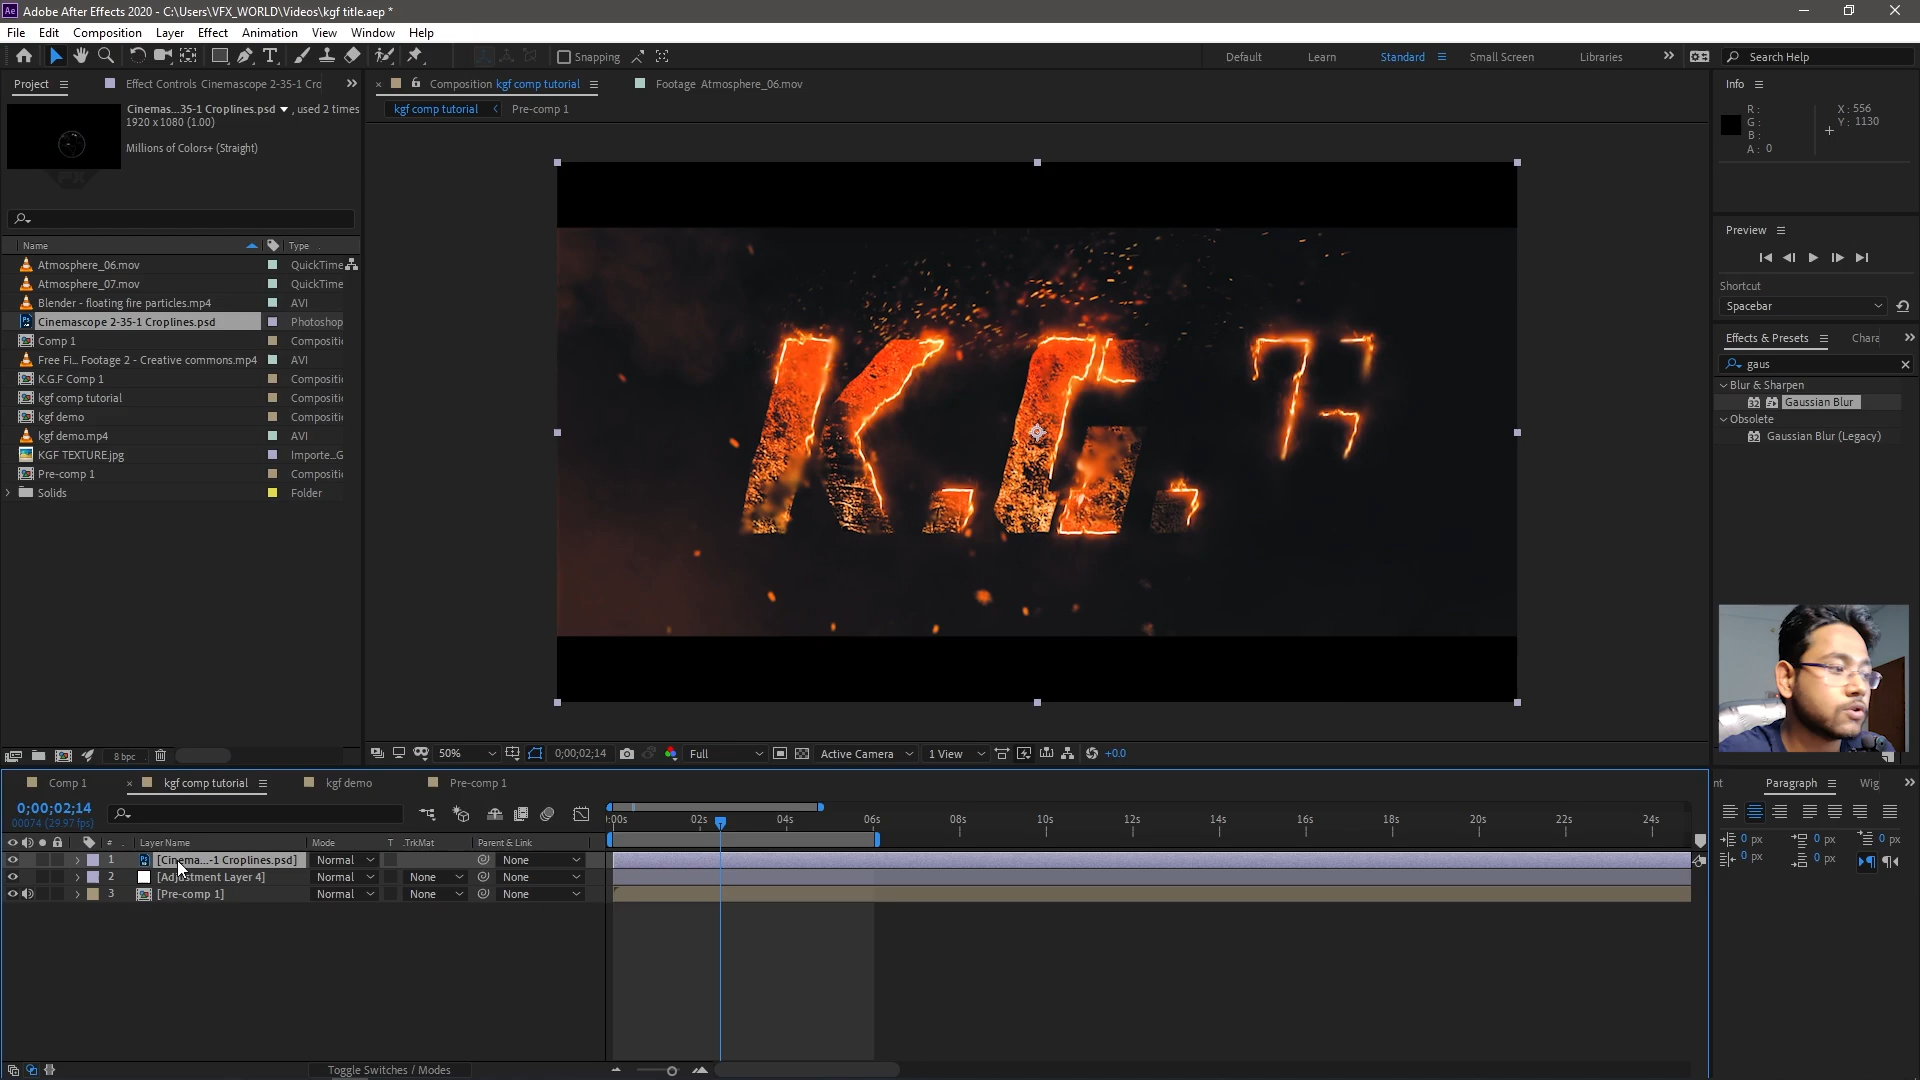 Ae Adobe After Effects 2020 - C:\Users\VFX_WORLD\Videos\kgf title.aep *
File Edit Composition Layer Effect Animation View Window Help
Snapping Default Learn Standard Small Screen Libraries Search Help
Project Effect Controls Cinemascope 2-35-1 Cro
Composition kgf comp tutorial Footage Atmosphere_06.mov
Info
kgf comp tutorial Pre-comp 1
Cinemas...35-1 Croplines.psd , used 2 times
1920 x 1080 (1.00)
Millions of Colors+ (Straight)
R : X : 556
G : Y : 1130
B :
A : 0
Name Type
Atmosphere_06.mov QuickTime
Atmosphere_07.mov QuickTime
Blender - floating fire particles.mp4 AVI
Cinemascope 2-35-1 Croplines.psd Photoshop
Comp 1 Compositi
Free Fi... Footage 2 - Creative commons.mp4 AVI
K.G.F Comp 1 Compositi
kgf comp tutorial Compositi
kgf demo Compositi
kgf demo.mp4 AVI
KGF TEXTURE.jpg Importe...G
Pre-comp 1 Compositi
Solids Folder
K.G.F
Preview
Shortcut
Spacebar
Effects & Presets Chara
gaus
Blur & Sharpen
32 Gaussian Blur
Obsolete
32 Gaussian Blur (Legacy)
8 bpc
50% 0;00;02;14 Full Active Camera 1 View +0.0
Comp 1 kgf comp tutorial kgf demo Pre-comp 1
0;00;02;14
00074 (29.97 fps)
:00s 02s 04s 06s 08s 10s 12s 14s 16s 18s 20s 22s 24s
# Layer Name Mode T .TrkMat Parent & Link
1 [Cinema...-1 Croplines.psd] Normal None
2 [Adjustment Layer 4] Normal None None
3 [Pre-comp 1] Normal None None
Toggle Switches / Modes
nt Paragraph Wig
0 px 0 px 0 px
0 px 0 px